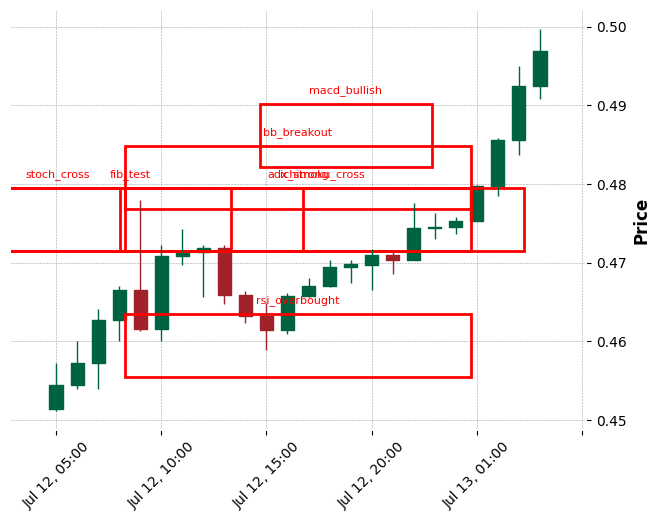 0.50
macd_bullish
0.49
bb_breakout
stoch_cross
fib_test
ichimoku_cross
0.48
Price
0.47
rsi_overbought
0.46
0.45
Jul 12, 05:00
Jul 12, 10:00
Jul 12, 15:00
Jul 12, 20:00
Jul 13, 01:00